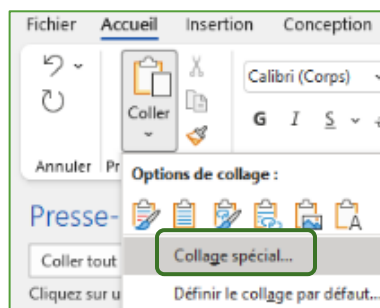 Fichier Accueil Insertion Conception
Coller
Calibri (Corps)
G I S
Annuler Pr
Options de collage :
Presse-
A
Coller tout
Collage spécial...
Cliquez sur u
Définir le collage par défaut...